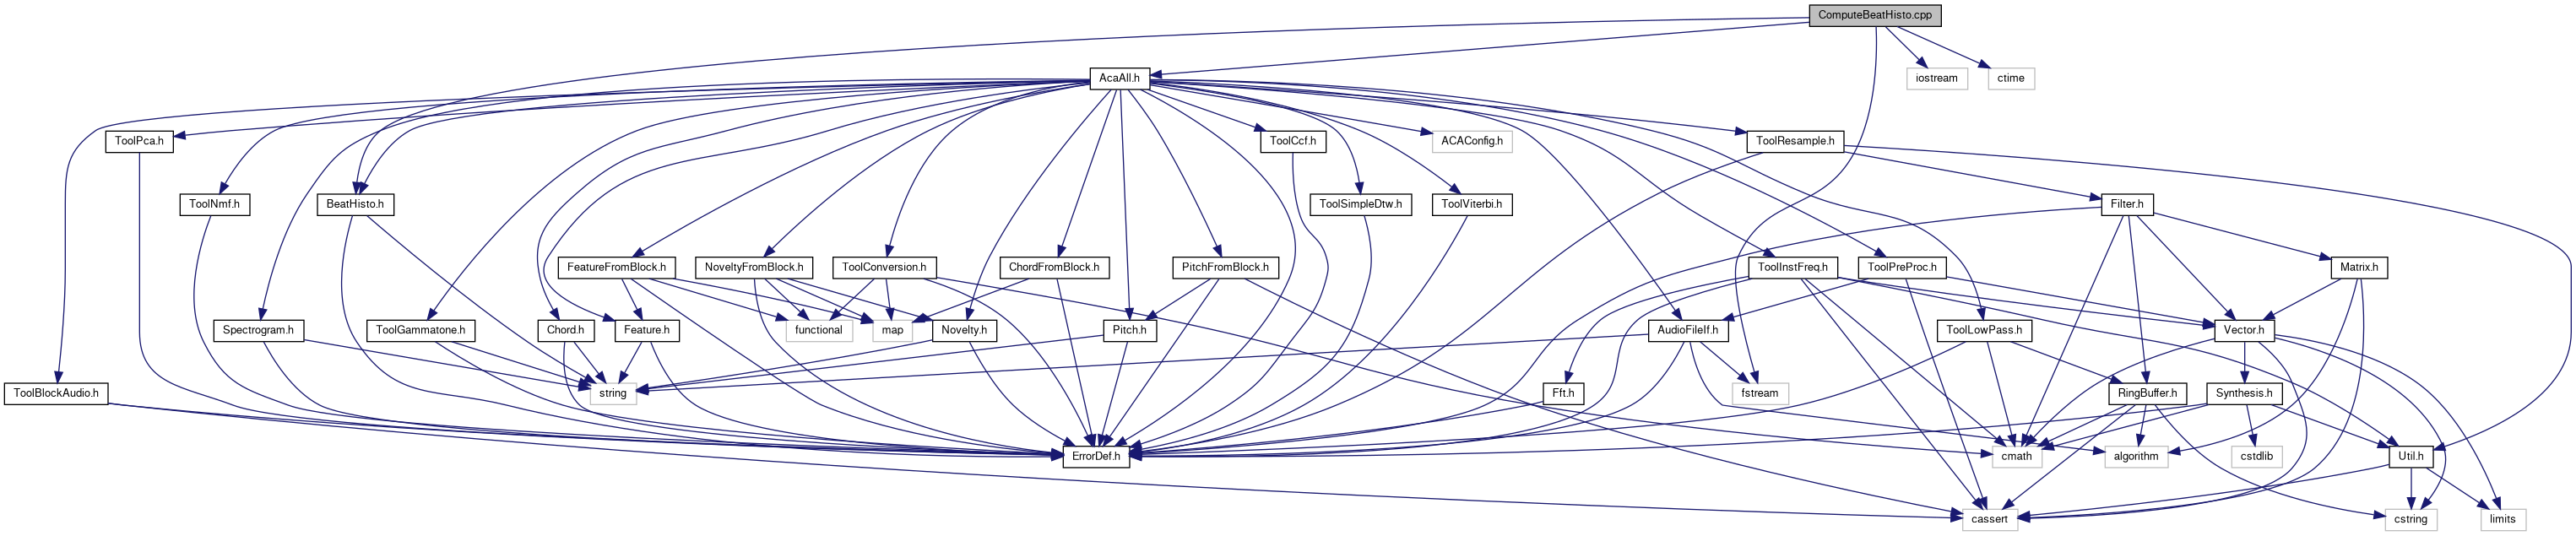 ComputeBeatHisto.cpp
AcaAll.h
iostream
ctime
ToolPca.h
ToolCcf.h
ACAConfig.h
ToolResample.h
ToolNmf.h
BeatHisto.h
ToolSimpleDtw.h
ToolViterbi.h
Filter.h
FeatureFromBlock.h
NoveltyFromBlock.h
ToolConversion.h
ChordFromBlock.h
PitchFromBlock.h
ToolInstFreq.h
ToolPreProc.h
Matrix.h
Spectrogram.h
ToolGammatone.h
Chord.h
Feature.h
functional
map
Novelty.h
Pitch.h
AudioFileIf.h
ToolLowPass.h
Vector.h
ToolBlockAudio.h
string
Fft.h
fstream
RingBuffer.h
Synthesis.h
ErrorDef.h
cmath
algorithm
cstdlib
Util.h
cassert
cstring
limits